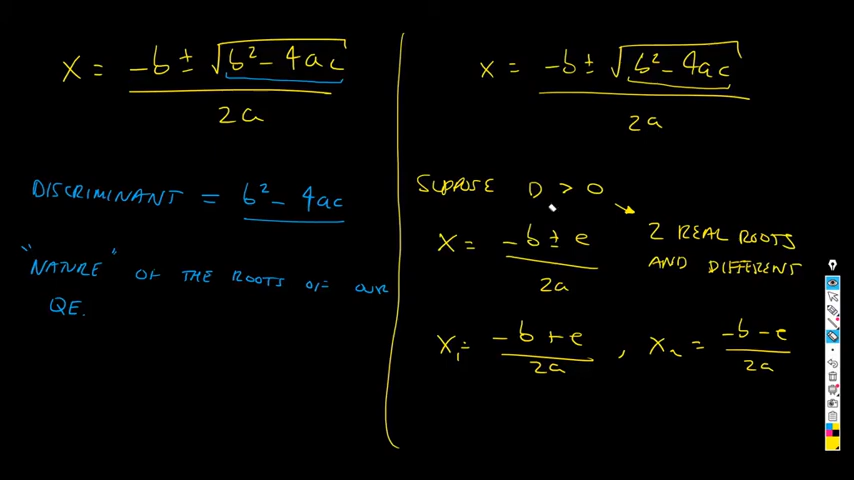 x = -b ± √(b² - 4ac) / 2a
DISCRIMINANT = b² - 4ac
"NATURE" OF THE ROOTS OF OUR
QE.
x = -b ± √(b² - 4ac) / 2a
SUPPOSE D > 0
x = -b ± e / 2a
2 REAL ROOTS
AND DIFFERENT
x₁ = -b + e / 2a , x₂ = -b - e / 2a